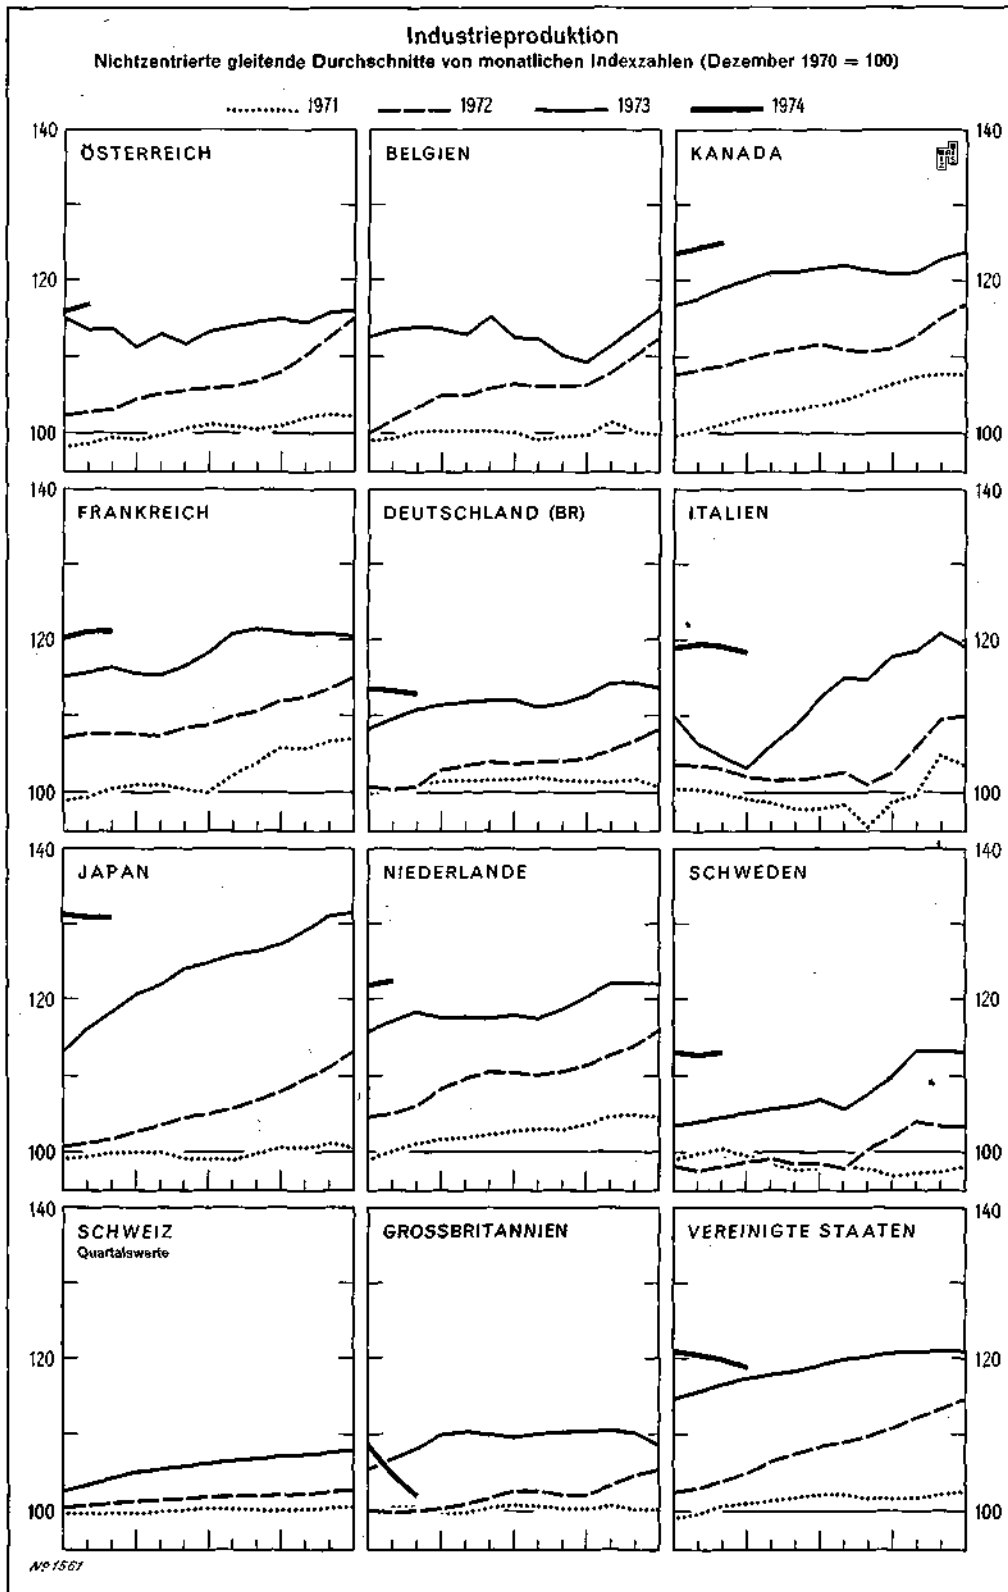 Industrieproduktion
Nichtzentrierte gleitende Durchschnitte von monatlichen Indexzahlen (Dezember 1970 = 100)
1971 1972 1973 1974
140 140
ÖSTERREICH BELGIEN KANADA
120 120
100 100
140 140
FRANKREICH DEUTSCHLAND (BR) ITALIEN
120 120
100 100
140 140
JAPAN NIEDERLANDE SCHWEDEN
120 120
100 100
140 140
SCHWEIZ GROSSBRITANNIEN VEREINIGTE STAATEN
Quartalswerte
120 120
100 100
Nº 1561